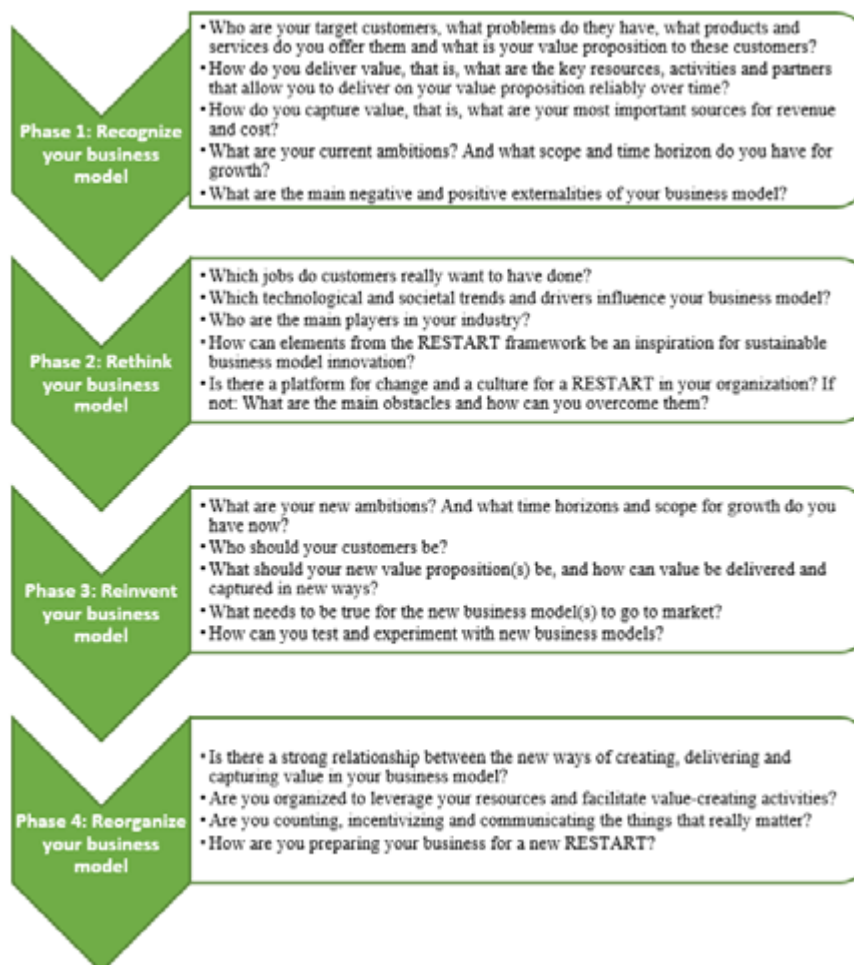 Phase 1: Recognize
your business
model
• Who are your target customers, what problems do they have, what products and
services do you offer them and what is your value proposition to these customers?
• How do you deliver value, that is, what are the key resources, activities and partners
that allow you to deliver on your value proposition reliably over time?
• How do you capture value, that is, what are your most important sources for revenue
and cost?
• What are your current ambitions? And what scope and time horizon do you have for
growth?
• What are the main negative and positive externalities of your business model?
Phase 2: Rethink
your business
model
• Which jobs do customers really want to have done?
• Which technological and societal trends and drivers influence your business model?
• Who are the main players in your industry?
• How can elements from the RESTART framework be an inspiration for sustainable
business model innovation?
• Is there a platform for change and a culture for a RESTART in your organization? If
not: What are the main obstacles and how can you overcome them?
Phase 3: Reinvent
your business
model
• What are your new ambitions? And what time horizons and scope for growth do you
have now?
• Who should your customers be?
• What should your new value proposition(s) be, and how can value be delivered and
captured in new ways?
• What needs to be true for the new business model(s) to go to market?
• How can you test and experiment with new business models?
Phase 4: Reorganize
your business
model
• Is there a strong relationship between the new ways of creating, delivering and
capturing value in your business model?
• Are you organized to leverage your resources and facilitate value-creating activities?
• Are you counting, incentivizing and communicating the things that really matter?
• How are you preparing your business for a new RESTART?